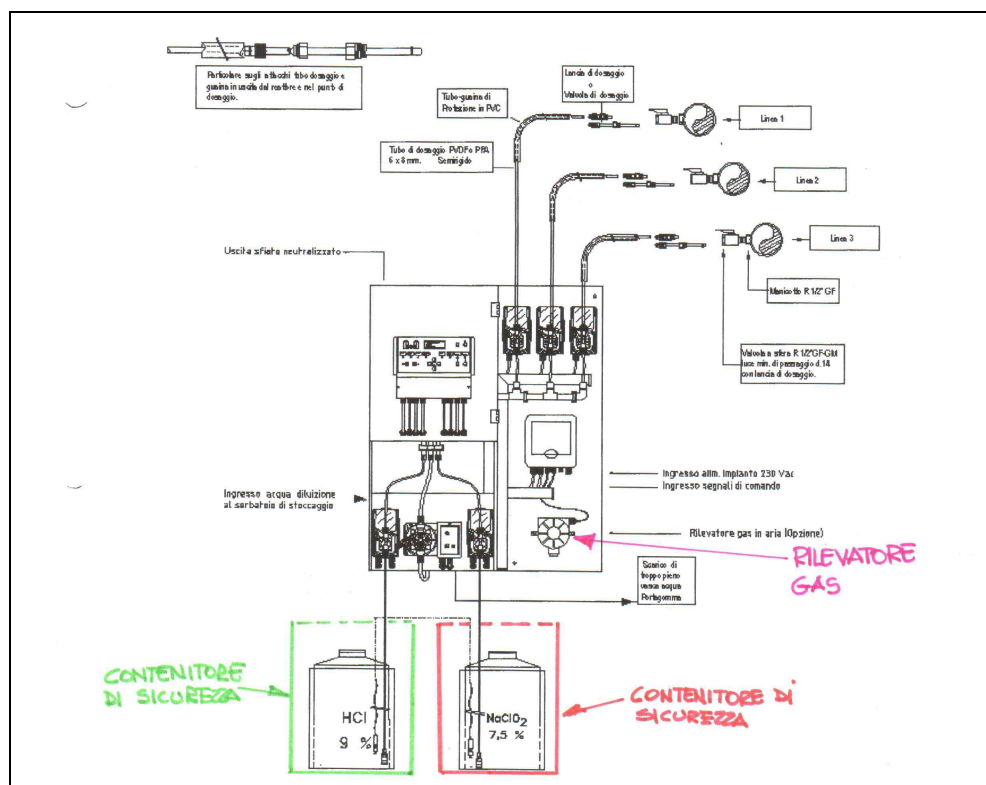 Particolare sugli attacchi tubo dosaggio e
guaina in uscita dal reattore e nel punto di
dosaggio.
Lancia di dosaggio
o
Valvola di dosaggio
Tubo-guaina di
Protezione in PVC
Linea 1
Tubo di dosaggio PVDF o PFA
6 x 8 mm. Semirigido
Linea 2
Linea 3
Uscita sfiato neutralizzato
Manicotto R 1/2" GF
Valvola a sfera R 1/2"GF-GM
luce min. di passaggio d.14
con lancia di dosaggio.
Ingresso alim. impianto 230 Vac
Ingresso segnali di comando
Ingresso acqua diluizione
al serbatoio di stoccaggio
Rilevatore gas in aria (Opzione)
RILEVATORE
GAS
Scarico di
troppo pieno
vasca acqua
Portagomma
CONTENITORE
DI SICUREZZA
HCl
9 %
NaClO2
7,5 %
CONTENITORE DI
SICUREZZA